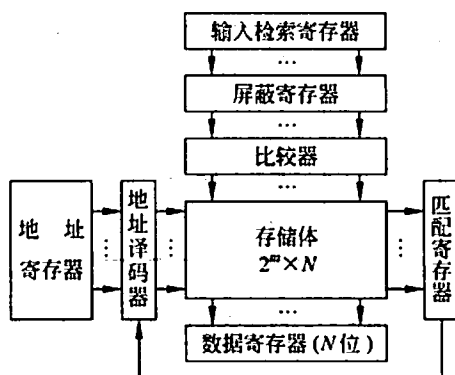 输入检索寄存器
...
屏蔽寄存器
...
比较器
...
地址
寄存器
...
地址译码器
...
存储体
2^m×N
...
匹配寄存器
...
数据寄存器(N位)